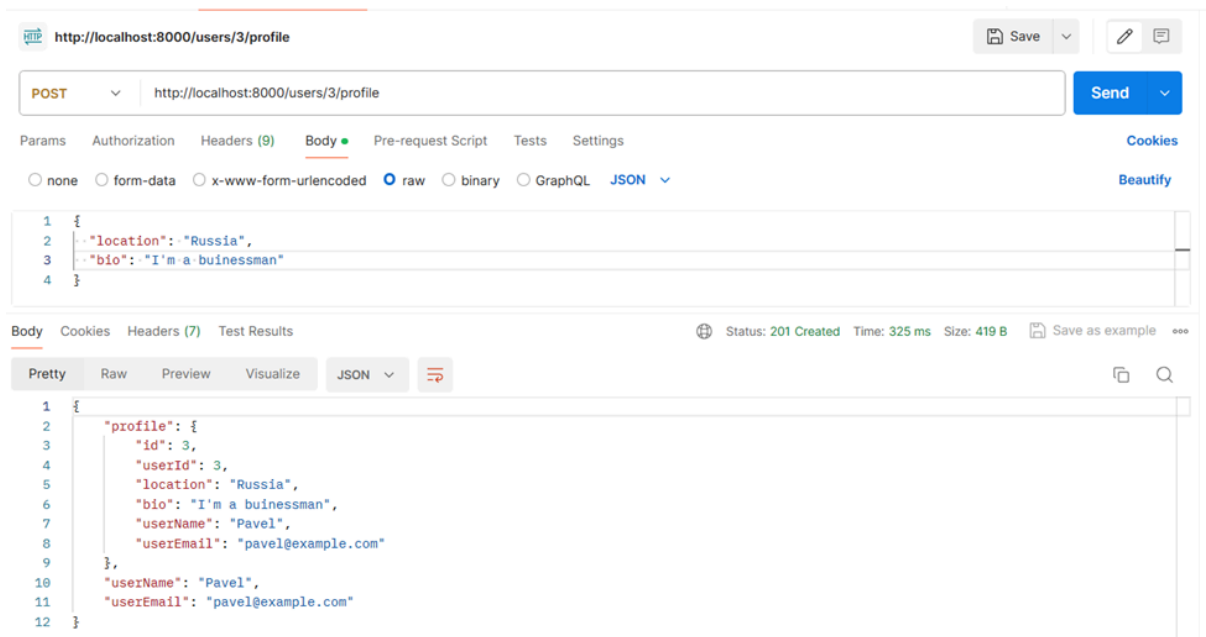 HTTP http://localhost:8000/users/3/profile Save
POST http://localhost:8000/users/3/profile Send
Params Authorization Headers (9) Body Pre-request Script Tests Settings Cookies
none form-data x-www-form-urlencoded raw binary GraphQL JSON Beautify
1 {
2 "location": "Russia",
3 "bio": "I'm a buinessman"
4 }
Body Cookies Headers (7) Test Results Status: 201 Created Time: 325 ms Size: 419 B Save as example
Pretty Raw Preview Visualize JSON
1 {
2 "profile": {
3 "id": 3,
4 "userId": 3,
5 "location": "Russia",
6 "bio": "I'm a buinessman",
7 "userName": "Pavel",
8 "userEmail": "pavel@example.com"
9 },
10 "userName": "Pavel",
11 "userEmail": "pavel@example.com"
12 }